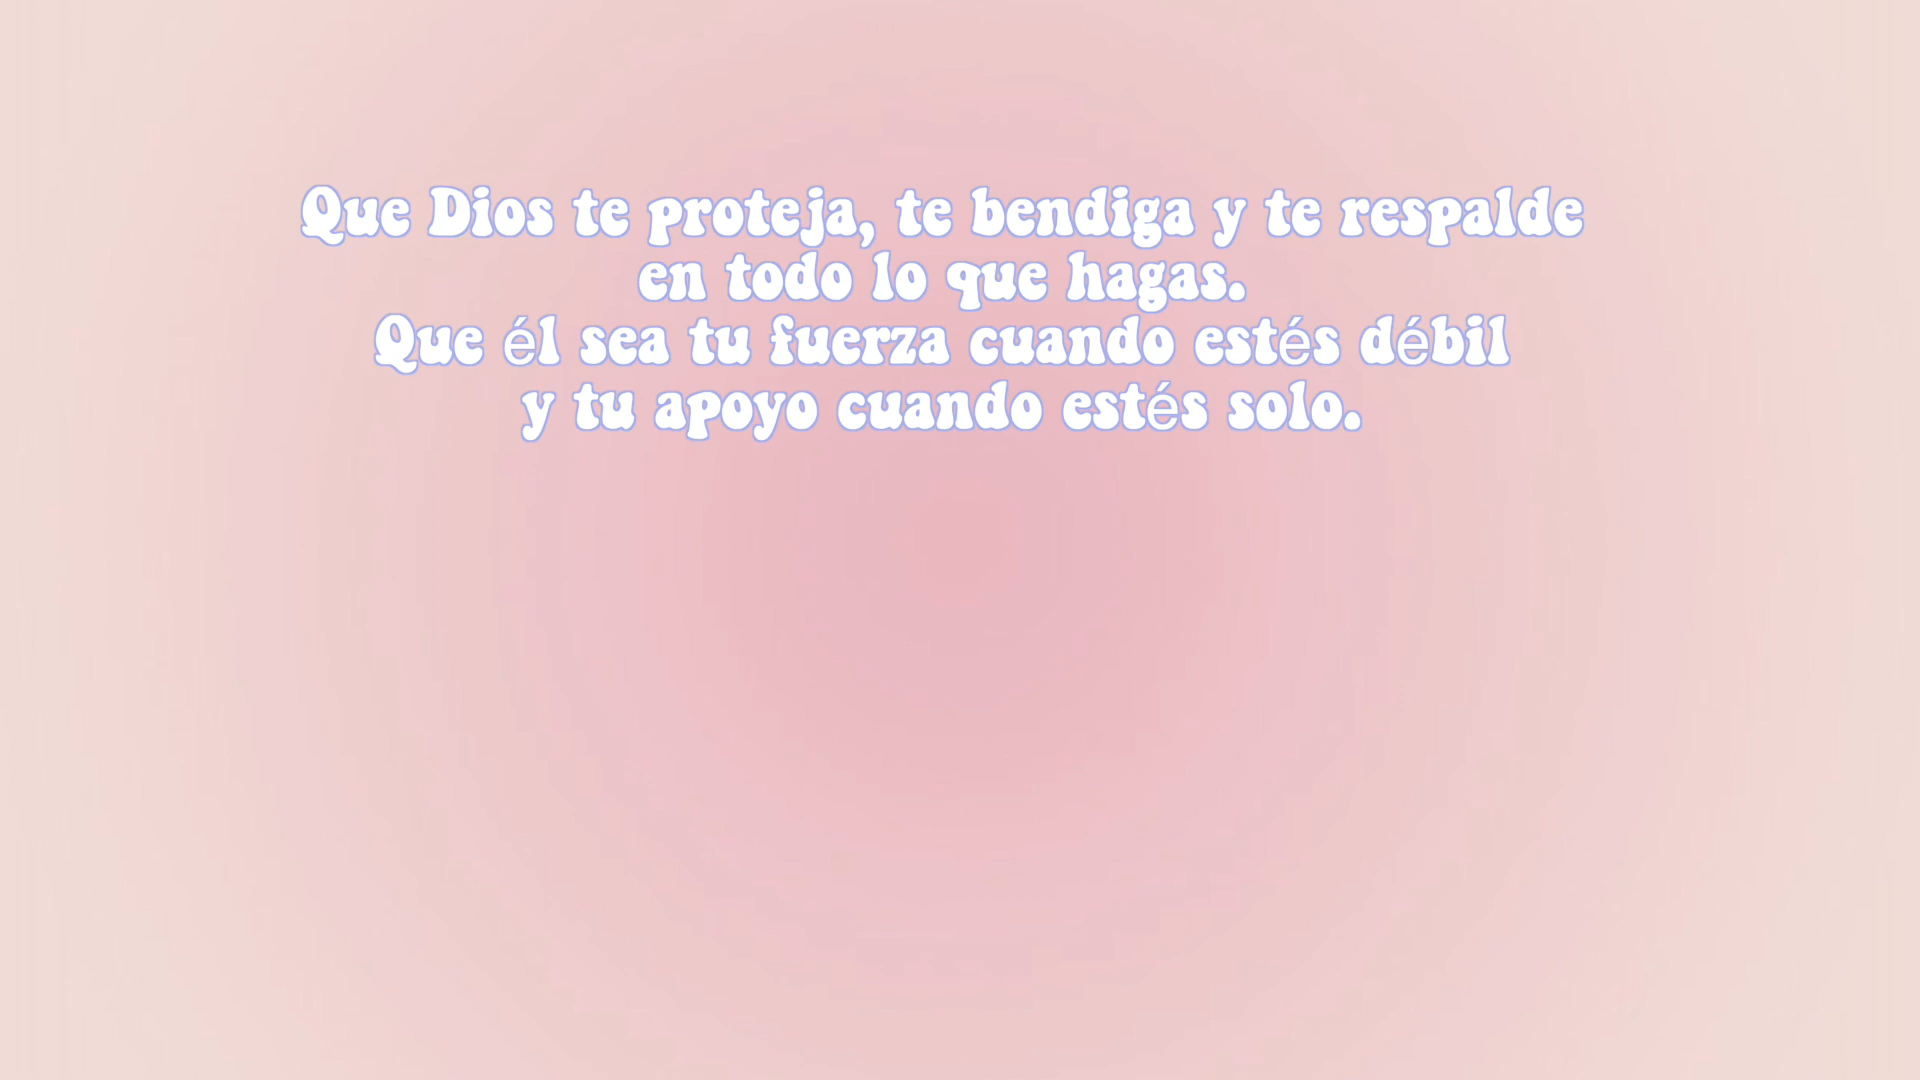 Que Dios te proteja, te bendiga y te respalde
en todo lo que hagas.
Que él sea tu fuerza cuando estés débil
y tu apoyo cuando estés solo.